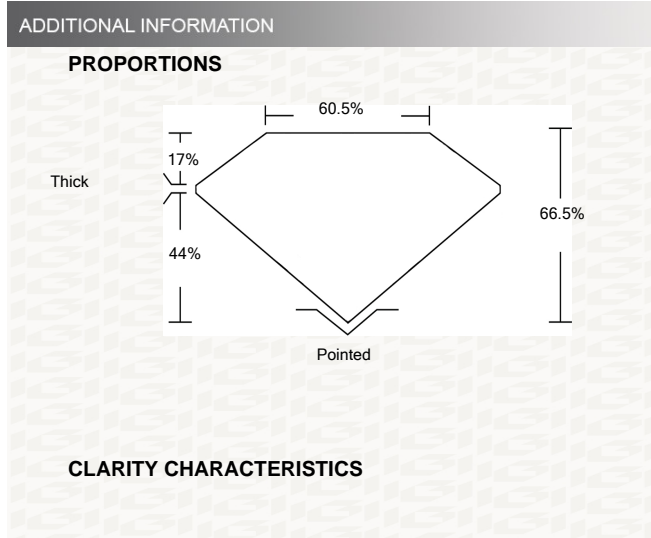 ADDITIONAL INFORMATION
PROPORTIONS
60.5%
17%
Thick
66.5%
44%
Pointed
CLARITY CHARACTERISTICS